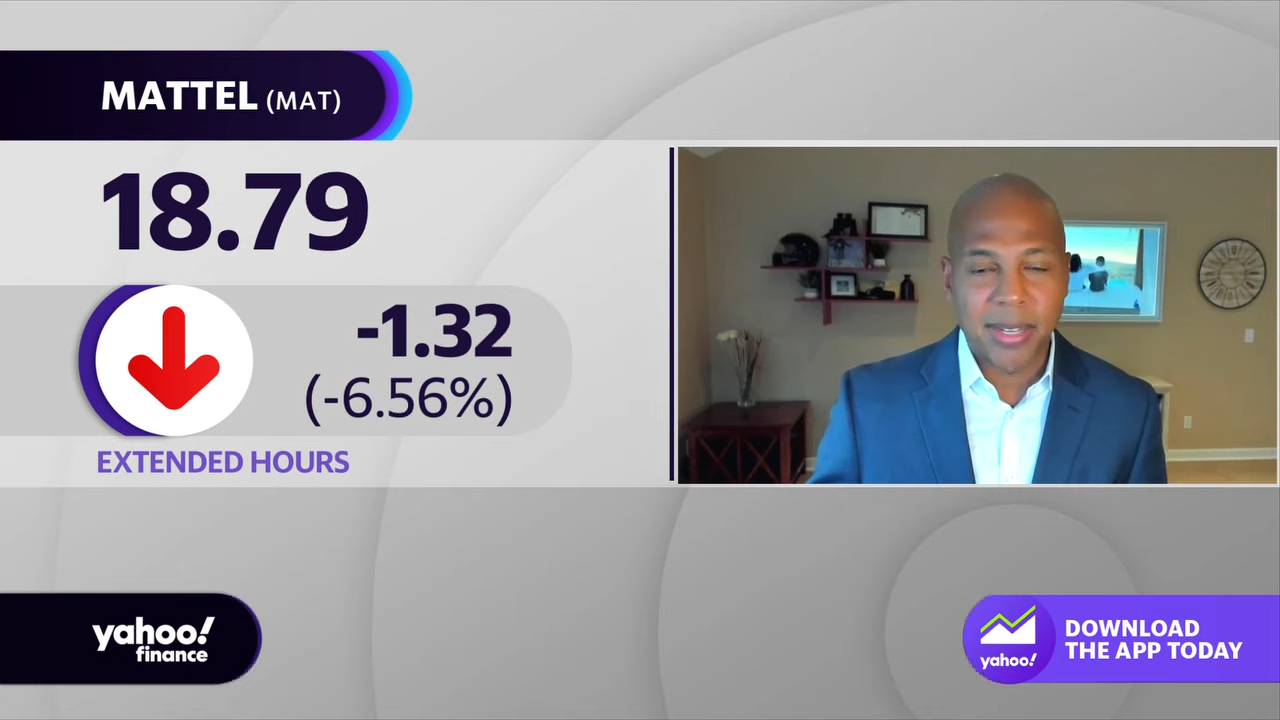 MATTEL (MAT)
18.79
-1.32
(-6.56%)
EXTENDED HOURS
yahoo!
finance
yahoo!
DOWNLOAD
THE APP TODAY